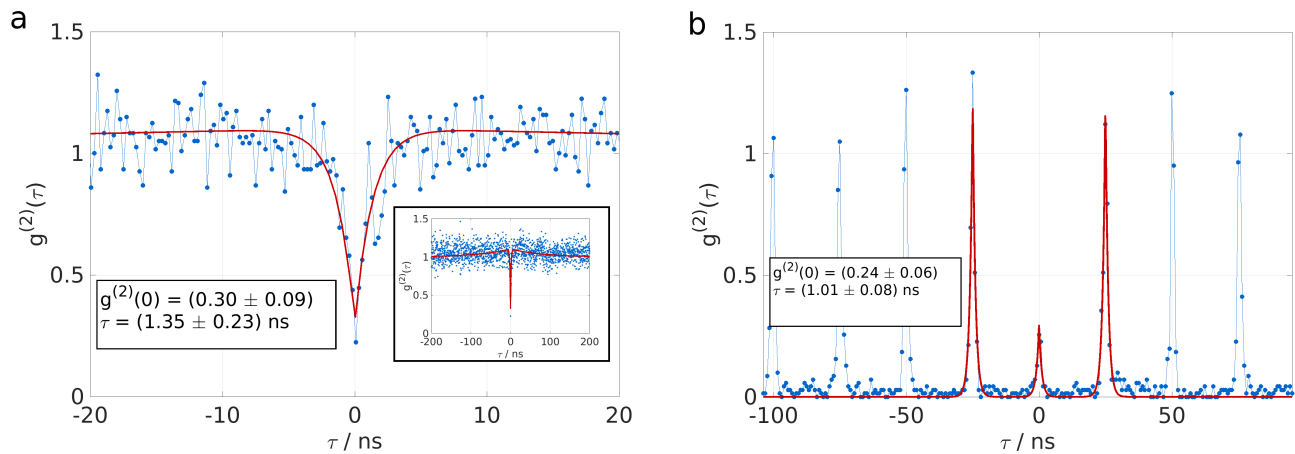 a
1.5
1
0.5
0
g(2)(τ)
g(2)(0) = (0.30 ± 0.09)
τ = (1.35 ± 0.23) ns
1.5
1
0.5
0
g(2)(τ)
-200 -100 0 100 200
τ / ns
-20 -10 0 10 20
τ / ns
b
1.5
1
0.5
0
g(2)(τ)
g(2)(0) = (0.24 ± 0.06)
τ = (1.01 ± 0.08) ns
-100 -50 0 50
τ / ns